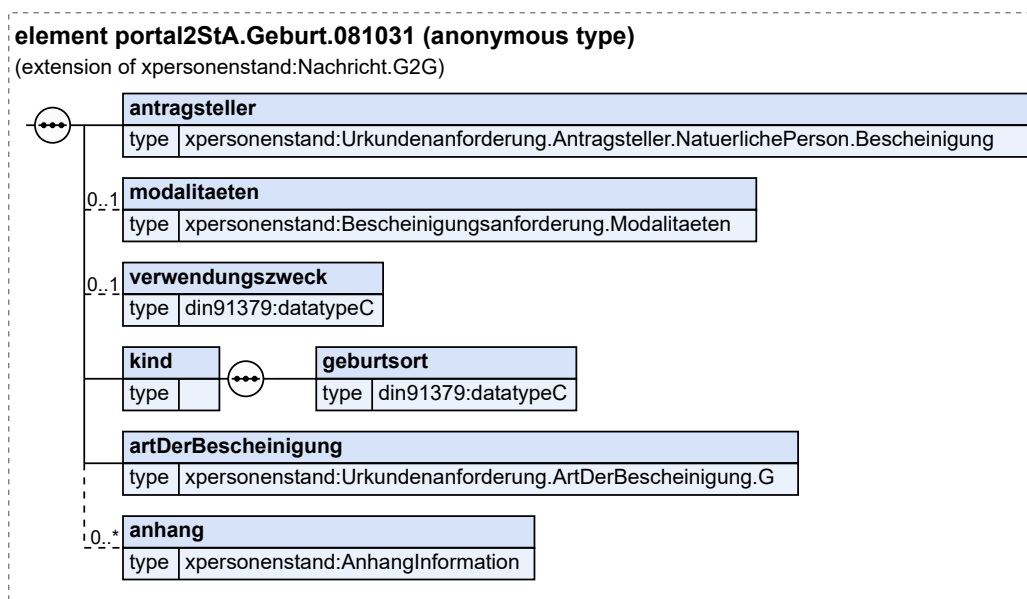 element portal2StA.Geburt.081031 (anonymous type)
(extension of xpersonenstand:Nachricht.G2G)
antragsteller
type xpersonenstand:Urkundenanforderung.Antragsteller.NatuerlichePerson.Bescheinigung
0..1 modalitaeten
type xpersonenstand:Bescheinigungsanforderung.Modalitaeten
0..1 verwendungszweck
type din91379:datatypeC
kind geburtsort
type type din91379:datatypeC
artDerBescheinigung
type xpersonenstand:Urkundenanforderung.ArtDerBescheinigung.G
0..* anhang
type xpersonenstand:AnhangInformation